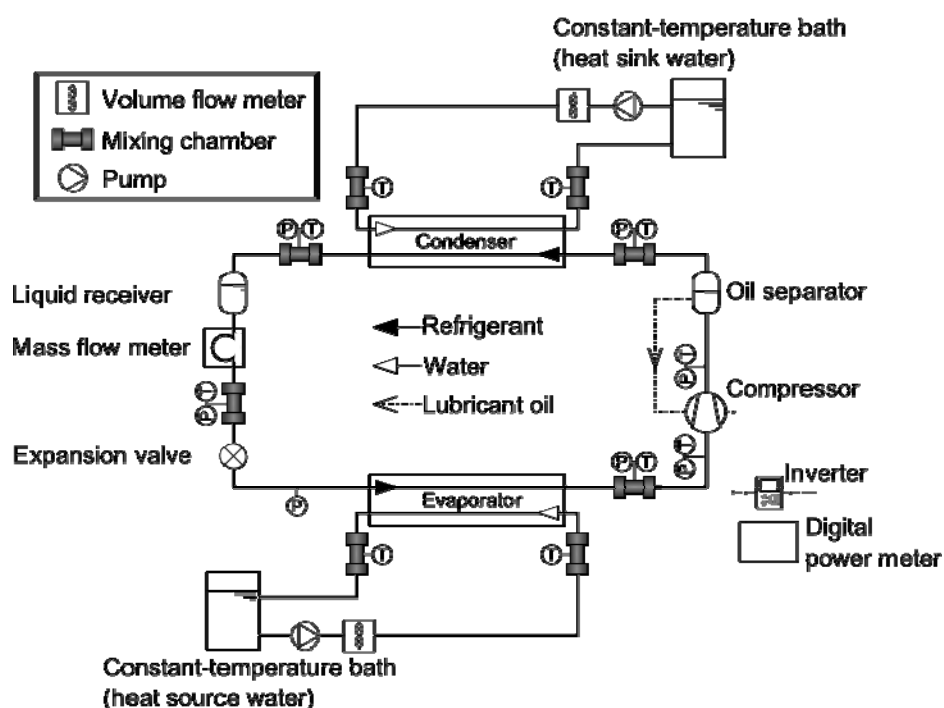 Constant-temperature bath
(heat sink water)
Volume flow meter
Mixing chamber
Pump
T
T
Condenser
P T
P T
Liquid receiver
Oil separator
Mass flow meter
Refrigerant
Water
Lubricant oil
T
P
Compressor
T
P
T
P
Expansion valve
P
Evaporator
P T
Inverter
Digital
power meter
T
T
Constant-temperature bath
(heat source water)